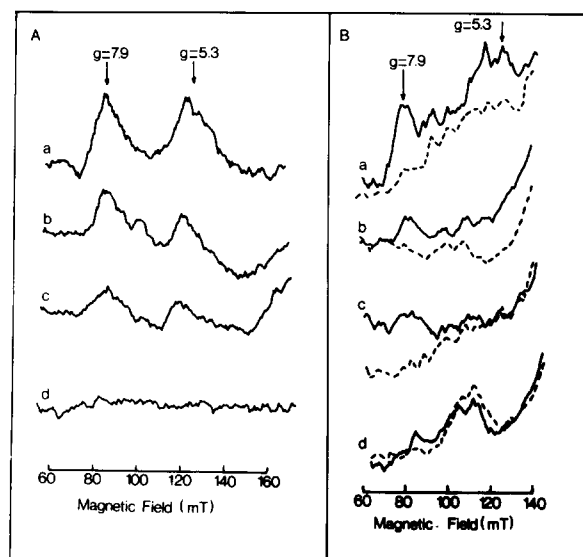 A
g=7.9
g=5.3
a
b
c
d
60 80 100 120 140 160
Magnetic Field (mT)
B
g=5.3
g=7.9
a
b
c
d
60 80 100 120 140
Magnetic · Field (mT)